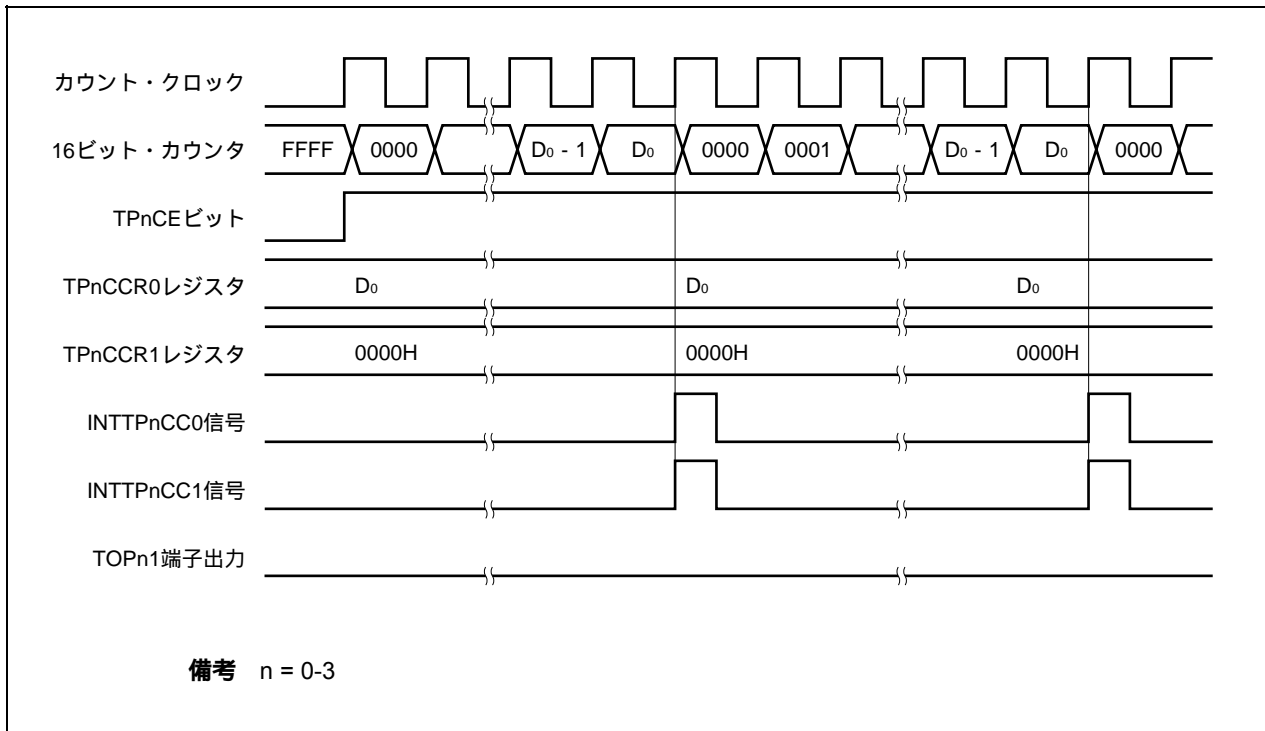 カウント・クロック
16ビット・カウンタ FFFF 0000 D₀ - 1 D₀ 0000 0001 D₀ - 1 D₀ 0000
TPnCEビット
TPnCCR0レジスタ D₀ D₀ D₀
TPnCCR1レジスタ 0000H 0000H 0000H
INTTPnCC0信号
INTTPnCC1信号
TOPn1端子出力
備考 n = 0-3